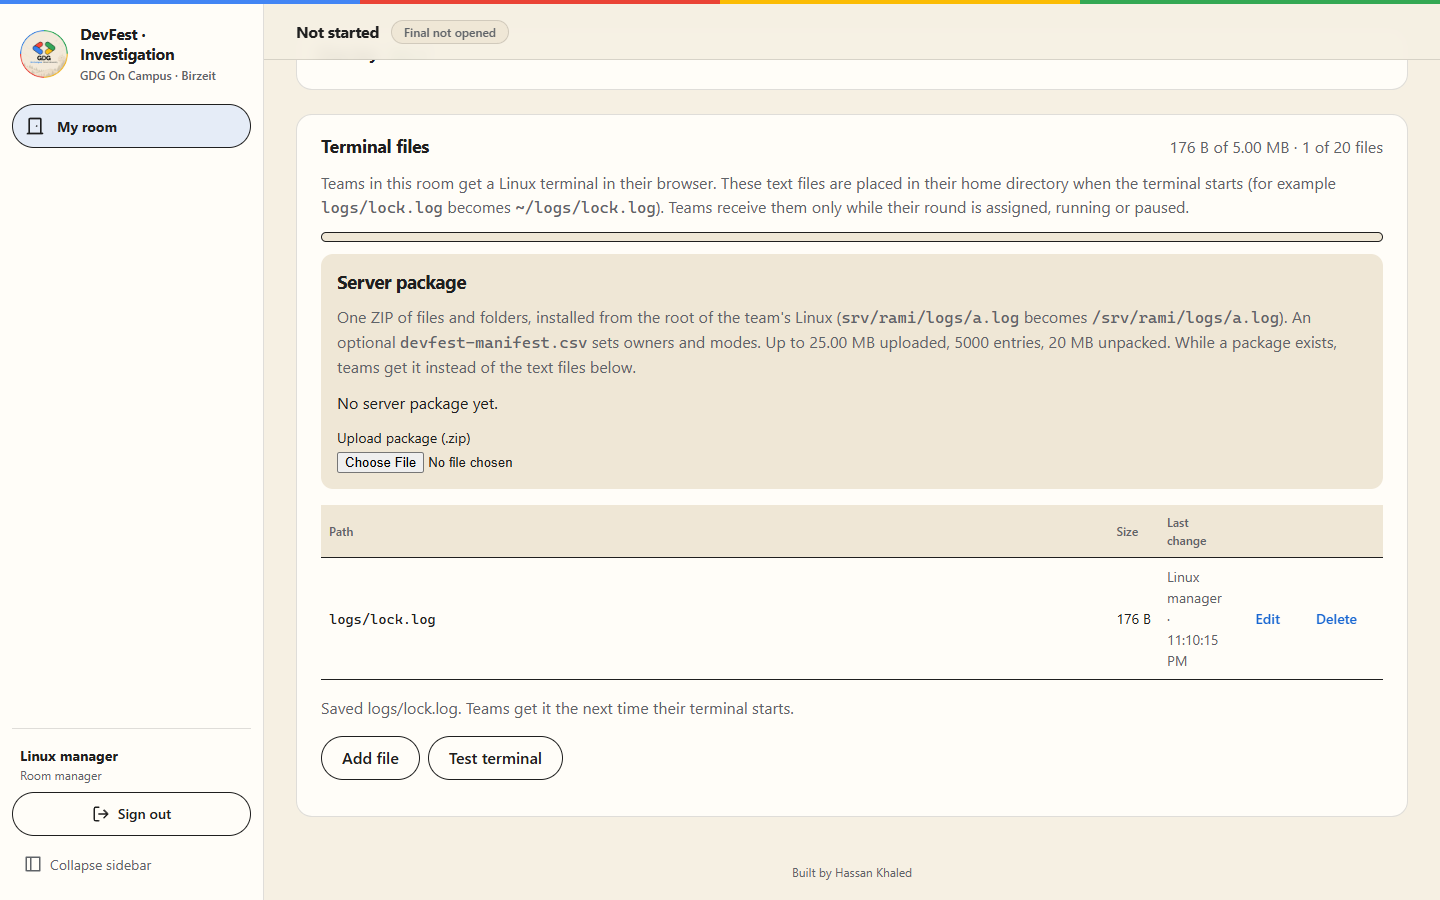 DevFest ·
Investigation
GDG On Campus · Birzeit
GDG
My room
Linux manager
Room manager
Sign out
Collapse sidebar
Not started
Final not opened
Terminal files
176 B of 5.00 MB · 1 of 20 files
Teams in this room get a Linux terminal in their browser. These text files are placed in their home directory when the terminal starts (for example
logs/lock.log becomes ~/logs/lock.log). Teams receive them only while their round is assigned, running or paused.
Server package
One ZIP of files and folders, installed from the root of the team's Linux (srv/rami/logs/a.log becomes /srv/rami/logs/a.log). An
optional devfest-manifest.csv sets owners and modes. Up to 25.00 MB uploaded, 5000 entries, 20 MB unpacked. While a package exists,
teams get it instead of the text files below.
No server package yet.
Upload package (.zip)
Choose File No file chosen
Path Size Last
change
logs/lock.log 176 B Linux
manager
·
11:10:15
PM
Edit Delete
Saved logs/lock.log. Teams get it the next time their terminal starts.
Add file Test terminal
Built by Hassan Khaled